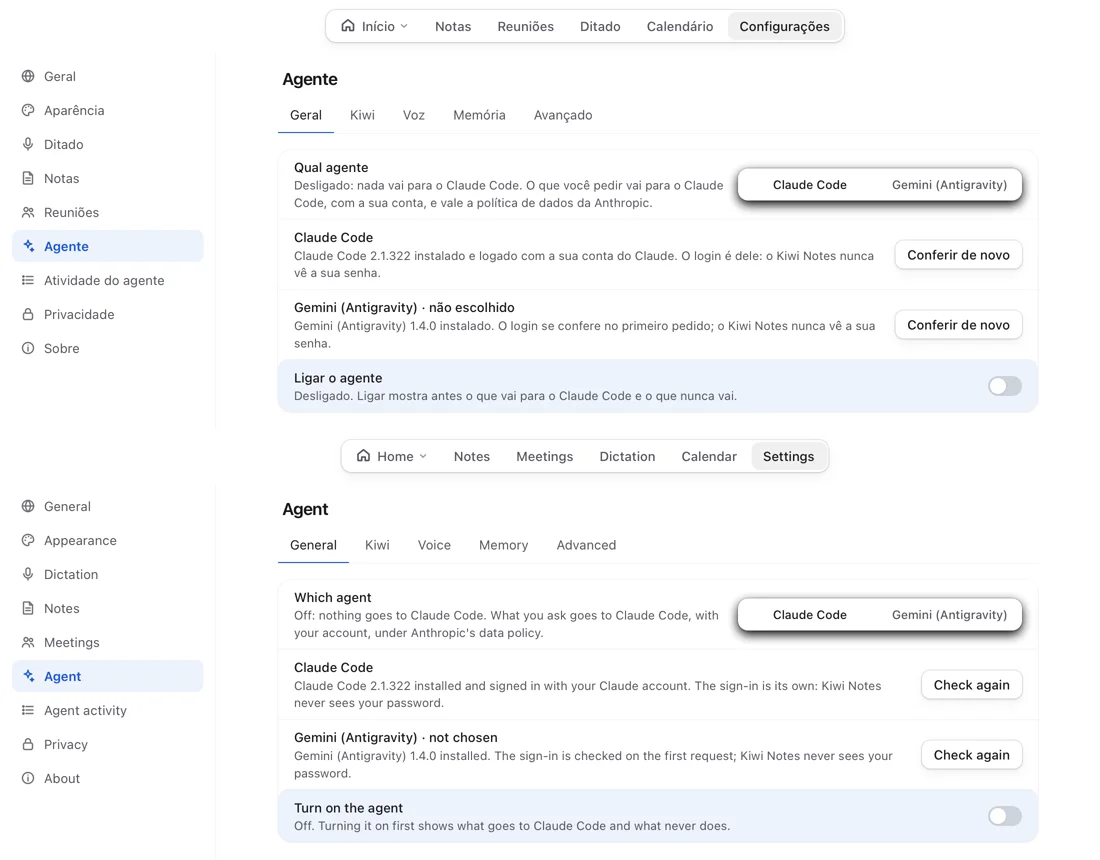 Início Notas Reuniões Ditado Calendário Configurações
Geral
Aparência
Ditado
Notas
Reuniões
Agente
Atividade do agente
Privacidade
Sobre
Agente
Geral Kiwi Voz Memória Avançado
Qual agente
Desligado: nada vai para o Claude Code. O que você pedir vai para o Claude
Code, com a sua conta, e vale a política de dados da Anthropic.
Claude Code Gemini (Antigravity)
Claude Code
Claude Code 2.1.322 instalado e logado com a sua conta do Claude. O login é dele: o Kiwi Notes nunca
vê a sua senha.
Conferir de novo
Gemini (Antigravity) · não escolhido
Gemini (Antigravity) 1.4.0 instalado. O login se confere no primeiro pedido; o Kiwi Notes nunca vê a sua
senha.
Conferir de novo
Ligar o agente
Desligado. Ligar mostra antes o que vai para o Claude Code e o que nunca vai.
Home Notes Meetings Dictation Calendar Settings
General
Appearance
Dictation
Notes
Meetings
Agent
Agent activity
Privacy
About
Agent
General Kiwi Voice Memory Advanced
Which agent
Off: nothing goes to Claude Code. What you ask goes to Claude Code, with
your account, under Anthropic's data policy.
Claude Code Gemini (Antigravity)
Claude Code
Claude Code 2.1.322 installed and signed in with your Claude account. The sign-in is its own: Kiwi Notes
never sees your password.
Check again
Gemini (Antigravity) · not chosen
Gemini (Antigravity) 1.4.0 installed. The sign-in is checked on the first request; Kiwi Notes never sees your
password.
Check again
Turn on the agent
Off. Turning it on first shows what goes to Claude Code and what never does.